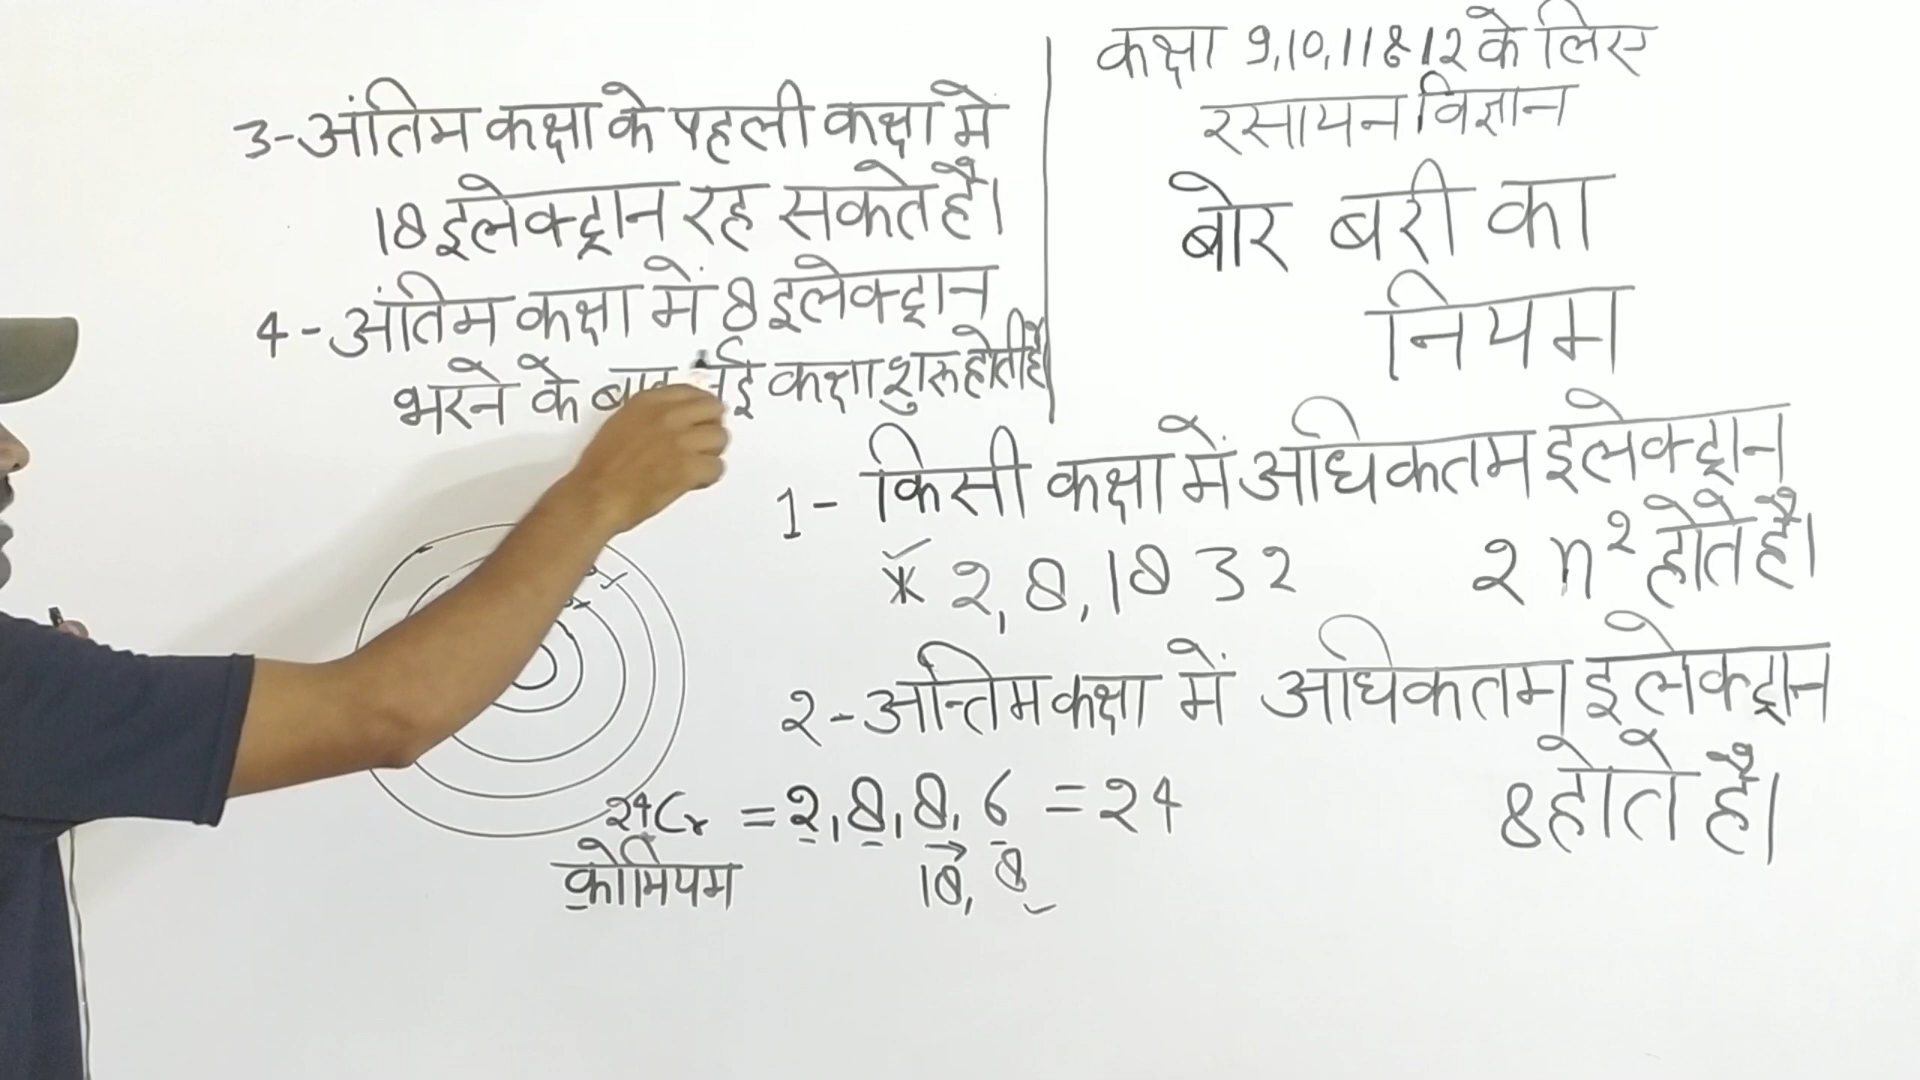 कक्षा 9,10,11 & 12 के लिए
रसायन विज्ञान
बोर बरी का
नियम
1- किसी कक्षा में अधिकतम इलेक्ट्रान
2n² होते है।
* 2, 8, 18 32
2- अन्तिम कक्षा में अधिकतम इलेक्ट्रान
8 होते है।
3- अंतिम कक्षा के पहली कक्षा मे
18 इलेक्ट्रान रह सकते है।
4- अंतिम कक्षा में 8 इलेक्ट्रान
भरने के कक्षा शुरू होती है
24Cr = 2, 8, 8, 6 = 24
18, 8
क्रोमियम